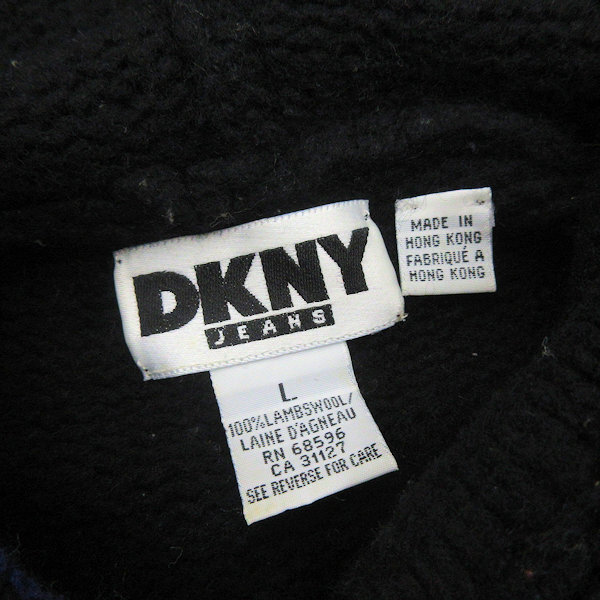 DKNY
JEANS
MADE IN
HONG KONG
FABRIQUÉ A
HONG KONG
L
100% LAMBSWOOL/
LAINE D'AGNEAU
RN 68596
CA 31127
SEE REVERSE FOR CARE